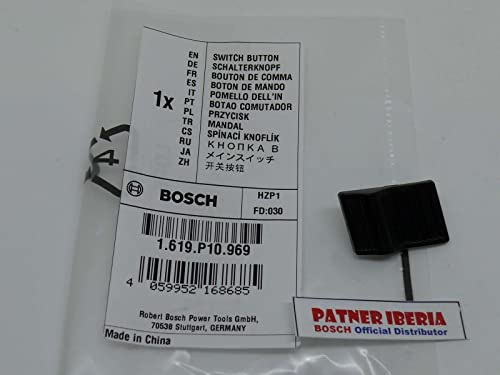 1x
EN SWITCH BUTTON
DE SCHALTERKNOPF
FR BOUTON DE COMMA
ES BOTON DE MANDO
IT POMELLO DELL'IN
PT BOTAO COMUTADOR
PL PRZYCISK
TR MANDAL
CS SPÍNACÍ KNOFLÍK
RU КНОПКА В
JA メインスイッチ
ZH 开关按钮
BOSCH
HZP1
FD:030
1.619.P10.969
4 059952 168685
Robert Bosch Power Tools GmbH,
70538 Stuttgart, GERMANY
Made in China
PATNER IBERIA
BOSCH Official Distributor